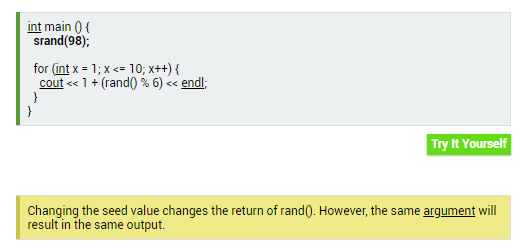 int main () {
srand(98);
for (int x = 1; x <= 10; x++) {
cout << 1 + (rand() % 6) << endl;
}
}
Try It Yourself
Changing the seed value changes the return of rand(). However, the same argument will
result in the same output.